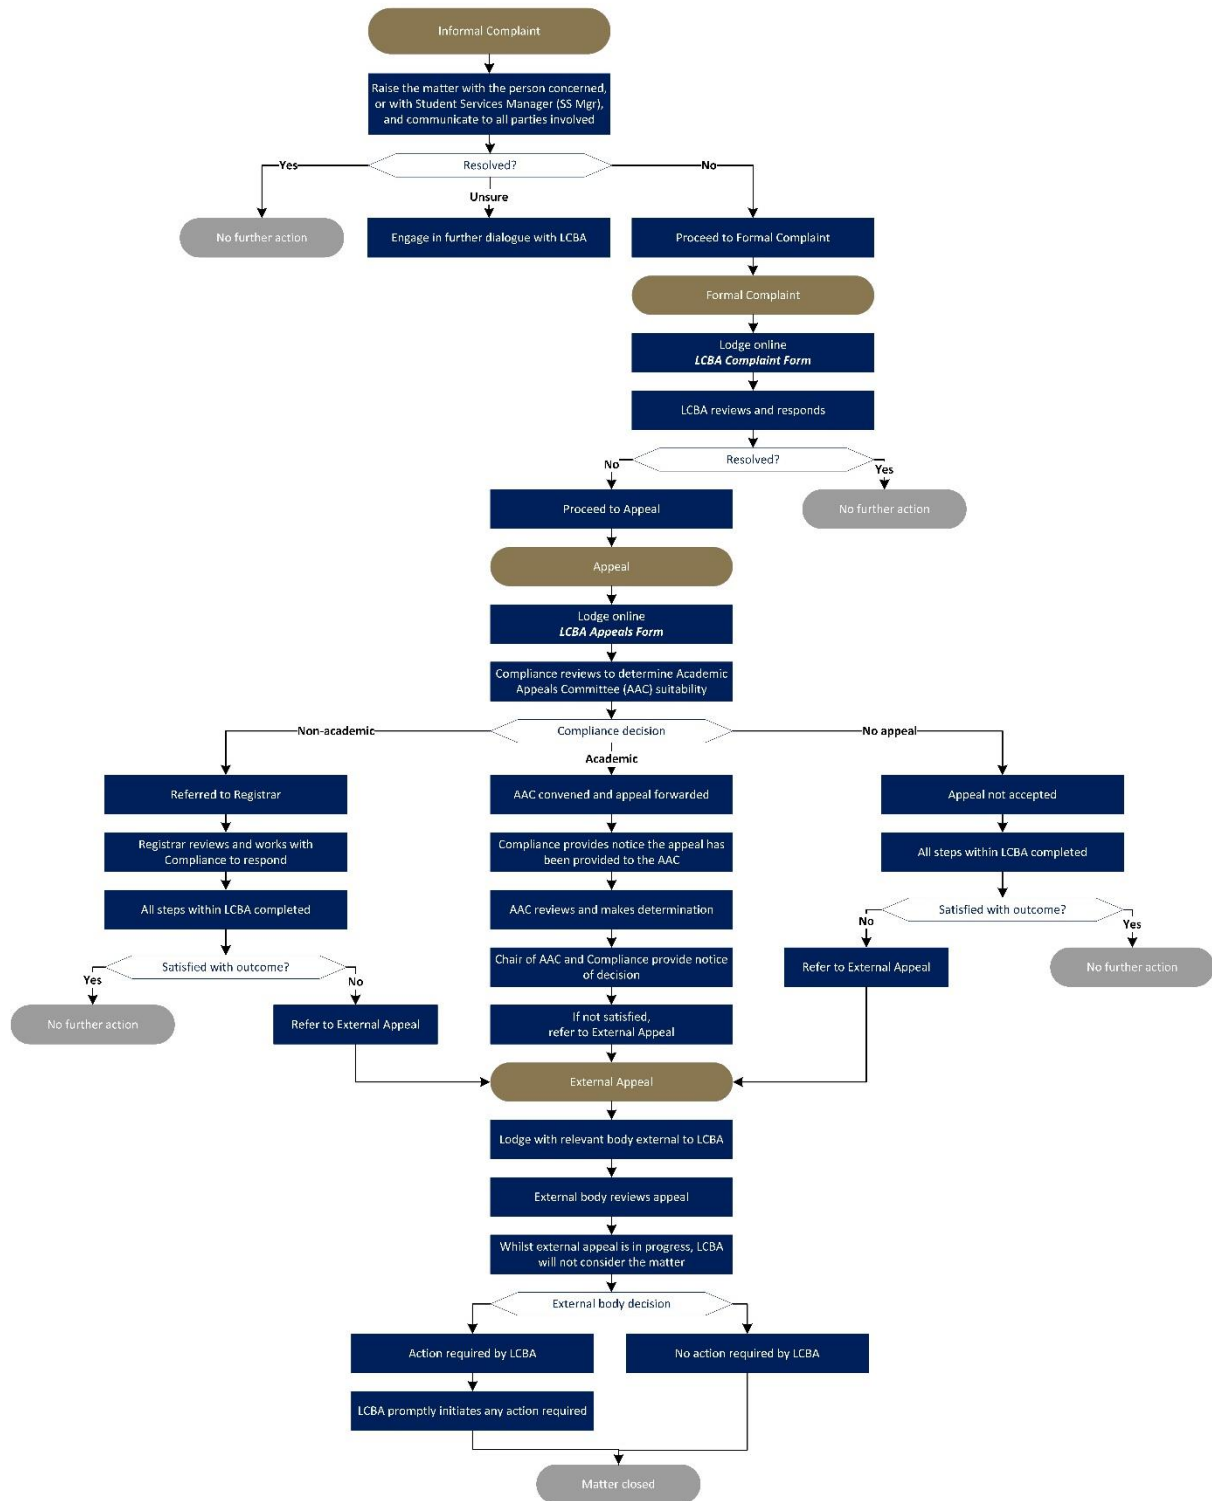 Informal Complaint
Raise the matter with the person concerned,
or with Student Services Manager (SS Mgr),
and communicate to all parties involved
Yes
Resolved?
No
Unsure
No further action
Engage in further dialogue with LCBA
Proceed to Formal Complaint
Formal Complaint
Lodge online
LCBA Complaint Form
LCBA reviews and responds
Resolved?
No
Yes
Proceed to Appeal
No further action
Appeal
Lodge online
LCBA Appeals Form
Compliance reviews to determine Academic
Appeals Committee (AAC) suitability
Non-academic
Compliance decision
No appeal
Academic
Referred to Registrar
AAC convened and appeal forwarded
Appeal not accepted
Registrar reviews and works with
Compliance to respond
Compliance provides notice the appeal has
been provided to the AAC
All steps within LCBA completed
All steps within LCBA completed
AAC reviews and makes determination
Satisfied with outcome?
No
Yes
Satisfied with outcome?
Yes
No
Chair of AAC and Compliance provide notice
of decision
Refer to External Appeal
No further action
No further action
Refer to External Appeal
If not satisfied,
refer to External Appeal
External Appeal
Lodge with relevant body external to LCBA
External body reviews appeal
Whilst external appeal is in progress, LCBA
will not consider the matter
External body decision
Action required by LCBA
No action required by LCBA
LCBA promptly initiates any action required
Matter closed